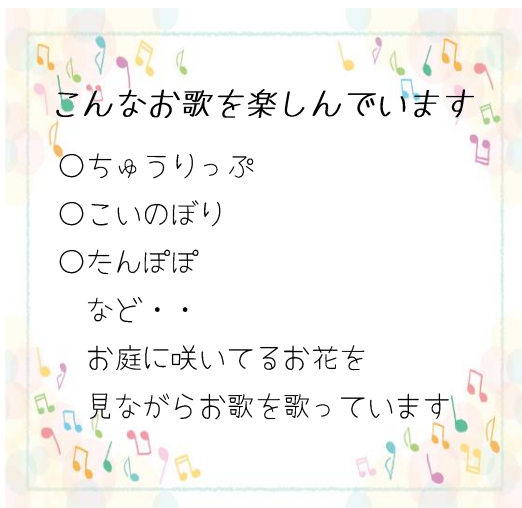 こんなお歌を楽しんでいます
〇ちゅうりっぷ
〇こいのぼり
〇たんぽぽ
など・・
お庭に咲いてるお花を
見ながらお歌を歌っています